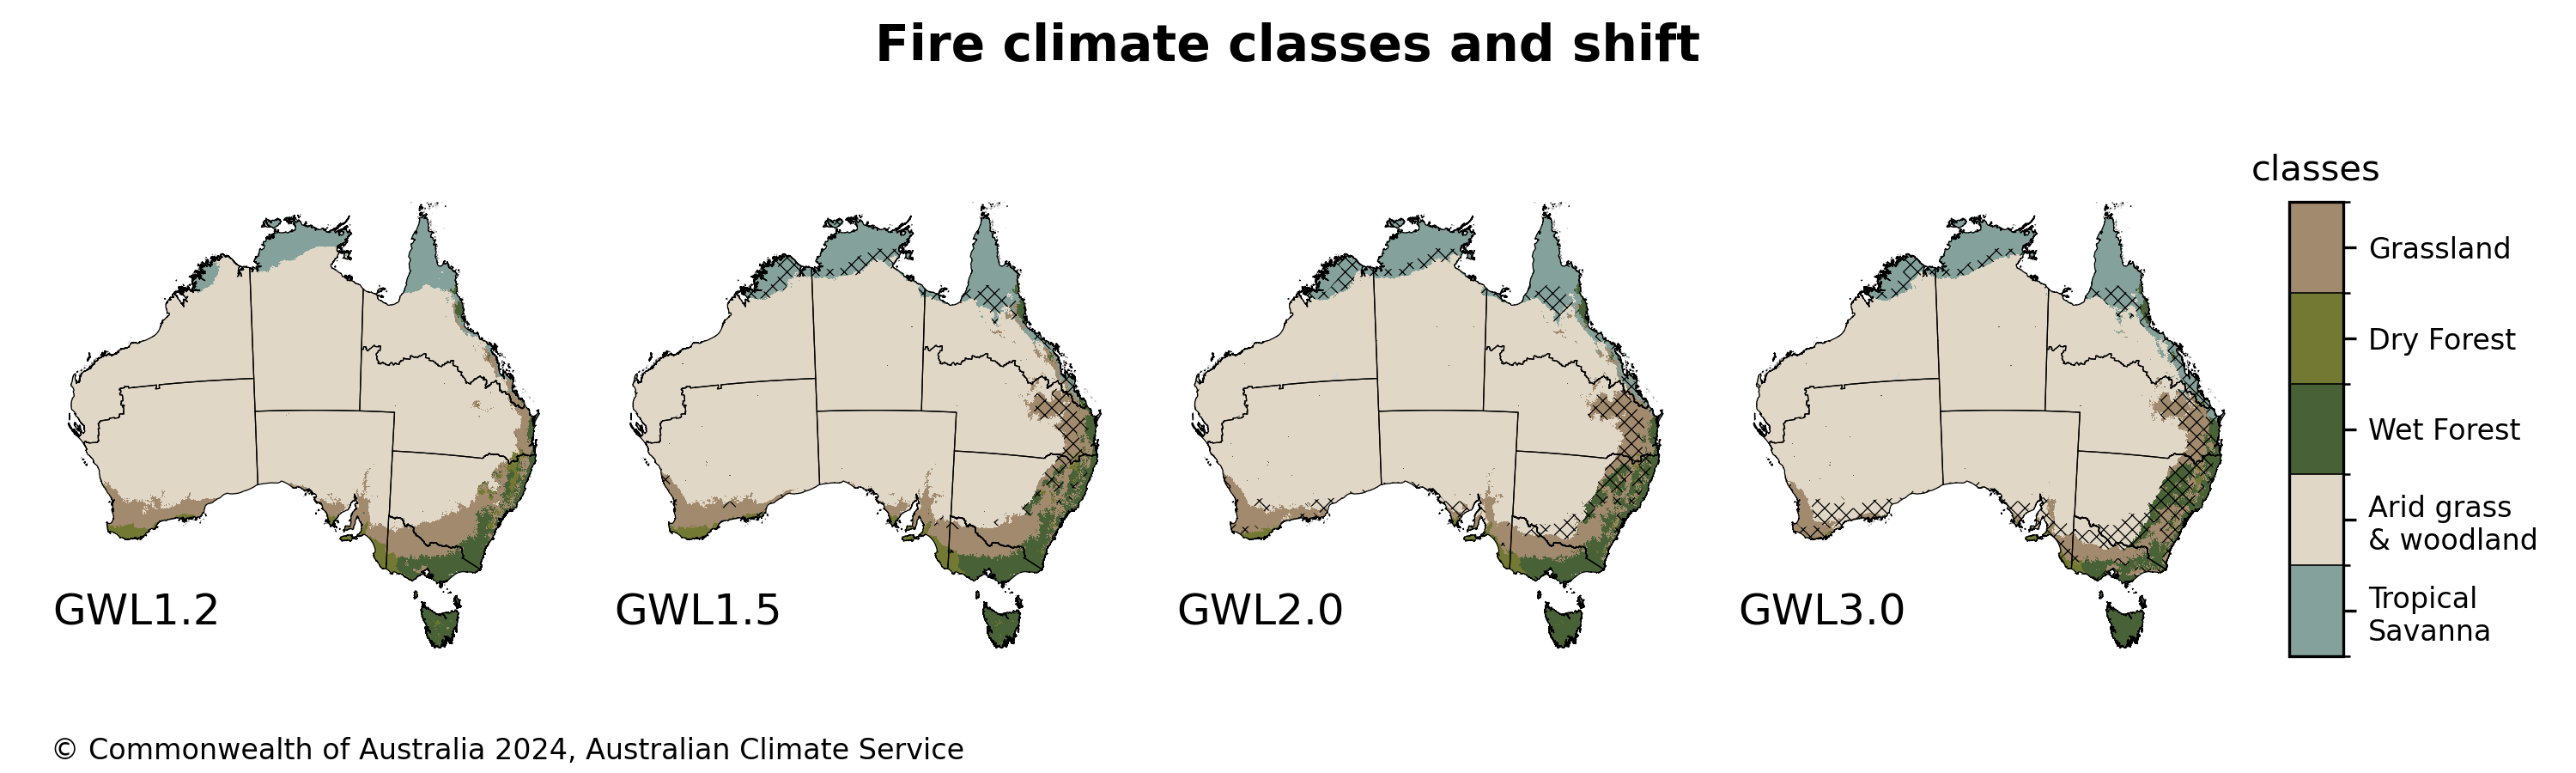 Fire climate classes and shift
classes
Grassland
Dry Forest
Wet Forest
Arid grass
& woodland
Tropical
Savanna
GWL1.2
GWL1.5
GWL2.0
GWL3.0
© Commonwealth of Australia 2024, Australian Climate Service